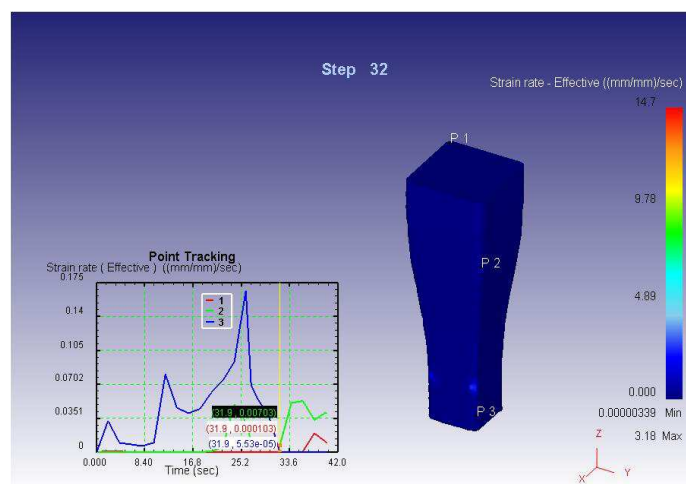 Step 32
Strain rate - Effective ((mm/mm)/sec)
14.7
9.78
4.89
0.000
0.00000339 Min
3.18 Max
P 1
P 2
P 3
Point Tracking
Strain rate ( Effective ) ((mm/mm)/sec)
0.175
0.14
0.105
0.0702
0.0351
0
1
2
3
(31.9 , 0.00703)
(31.9 , 0.000103)
(31.9 , 5.53e-05)
0.000 8.40 16.8 25.2 33.6 42.0
Time (sec)
Z
X Y